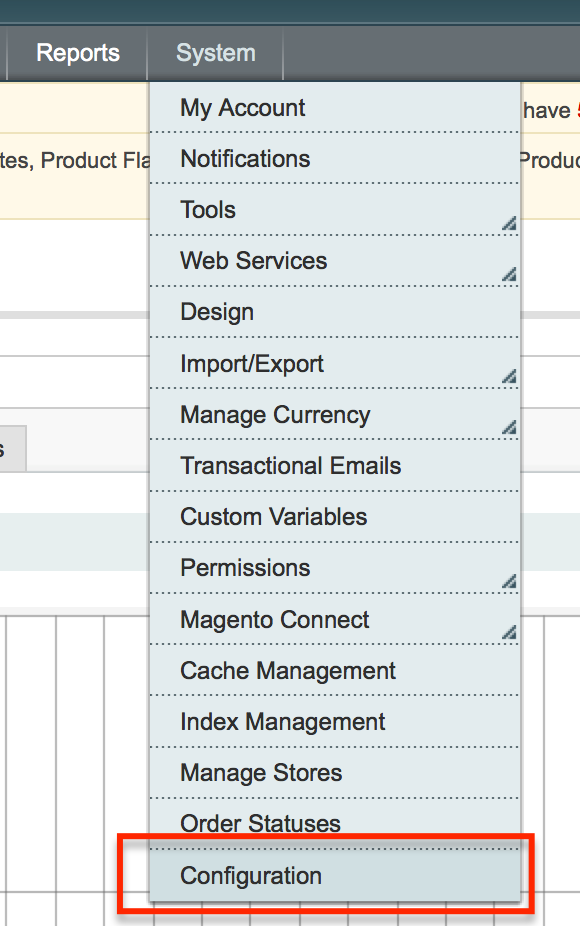 Reports System
My Account
have 5
Notifications
tes, Product Fla
Produc
Tools
Web Services
Design
Import/Export
Manage Currency
s
Transactional Emails
Custom Variables
Permissions
Magento Connect
Cache Management
Index Management
Manage Stores
Order Statuses
Configuration